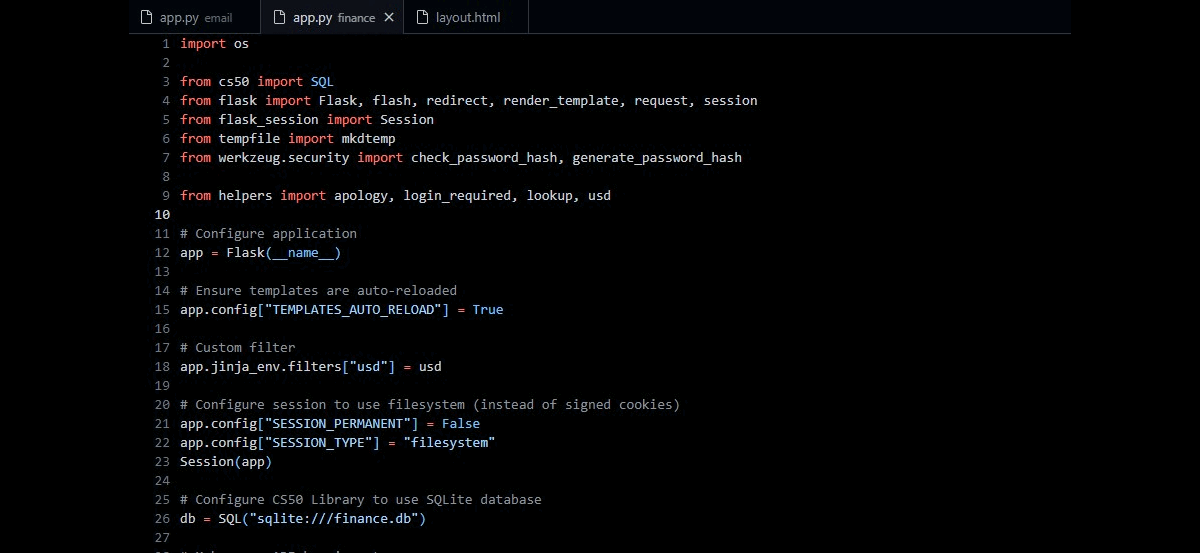 app.py email app.py finance layout.html
1 import os
2
3 from cs50 import SQL
4 from flask import Flask, flash, redirect, render_template, request, session
5 from flask_session import Session
6 from tempfile import mkdtemp
7 from werkzeug.security import check_password_hash, generate_password_hash
8
9 from helpers import apology, login_required, lookup, usd
10
11 # Configure application
12 app = Flask(__name__)
13
14 # Ensure templates are auto-reloaded
15 app.config["TEMPLATES_AUTO_RELOAD"] = True
16
17 # Custom filter
18 app.jinja_env.filters["usd"] = usd
19
20 # Configure session to use filesystem (instead of signed cookies)
21 app.config["SESSION_PERMANENT"] = False
22 app.config["SESSION_TYPE"] = "filesystem"
23 Session(app)
24
25 # Configure CS50 Library to use SQLite database
26 db = SQL("sqlite:///finance.db")
27